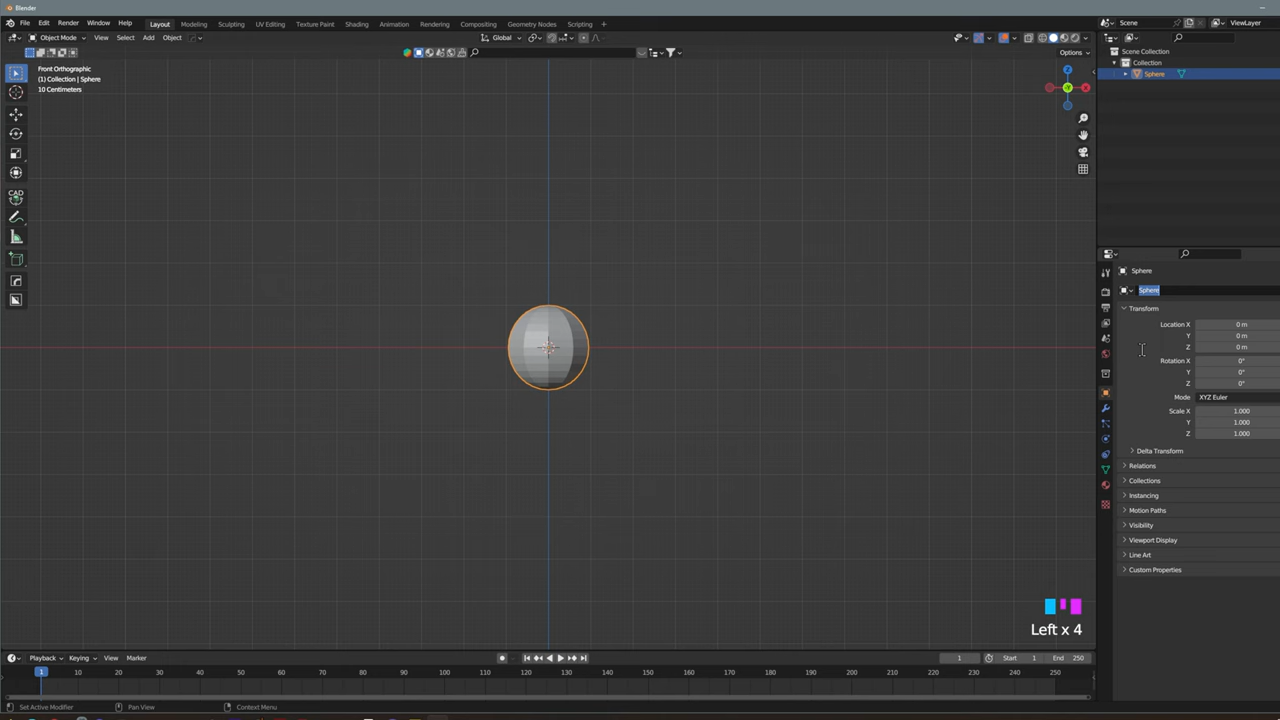 Blender
File Edit Render Window Help Layout Modeling Sculpting UV Editing Texture Paint Shading Animation Rendering Compositing Geometry Nodes Scripting + Scene ViewLayer
Object Mode View Select Add Object Global
Options
Front Orthographic
(1) Collection | Sphere
10 Centimeters
Z
Y
X
CAD
Scene Collection
Collection
Sphere
Sphere
Sphere
Transform
Location X 0 m
Y 0 m
Z 0 m
Rotation X 0°
Y 0°
Z 0°
Mode XYZ Euler
Scale X 1.000
Y 1.000
Z 1.000
Delta Transform
Relations
Collections
Instancing
Motion Paths
Visibility
Viewport Display
Line Art
Custom Properties
Left x 4
Playback Keying View Marker 1 Start 1 End 250
1 10 20 30 40 50 60 70 80 90 100 110 120 130 140 150 160 170 180 190 200 210 220 230 240 250
Set Active Modifier Pan View Context Menu